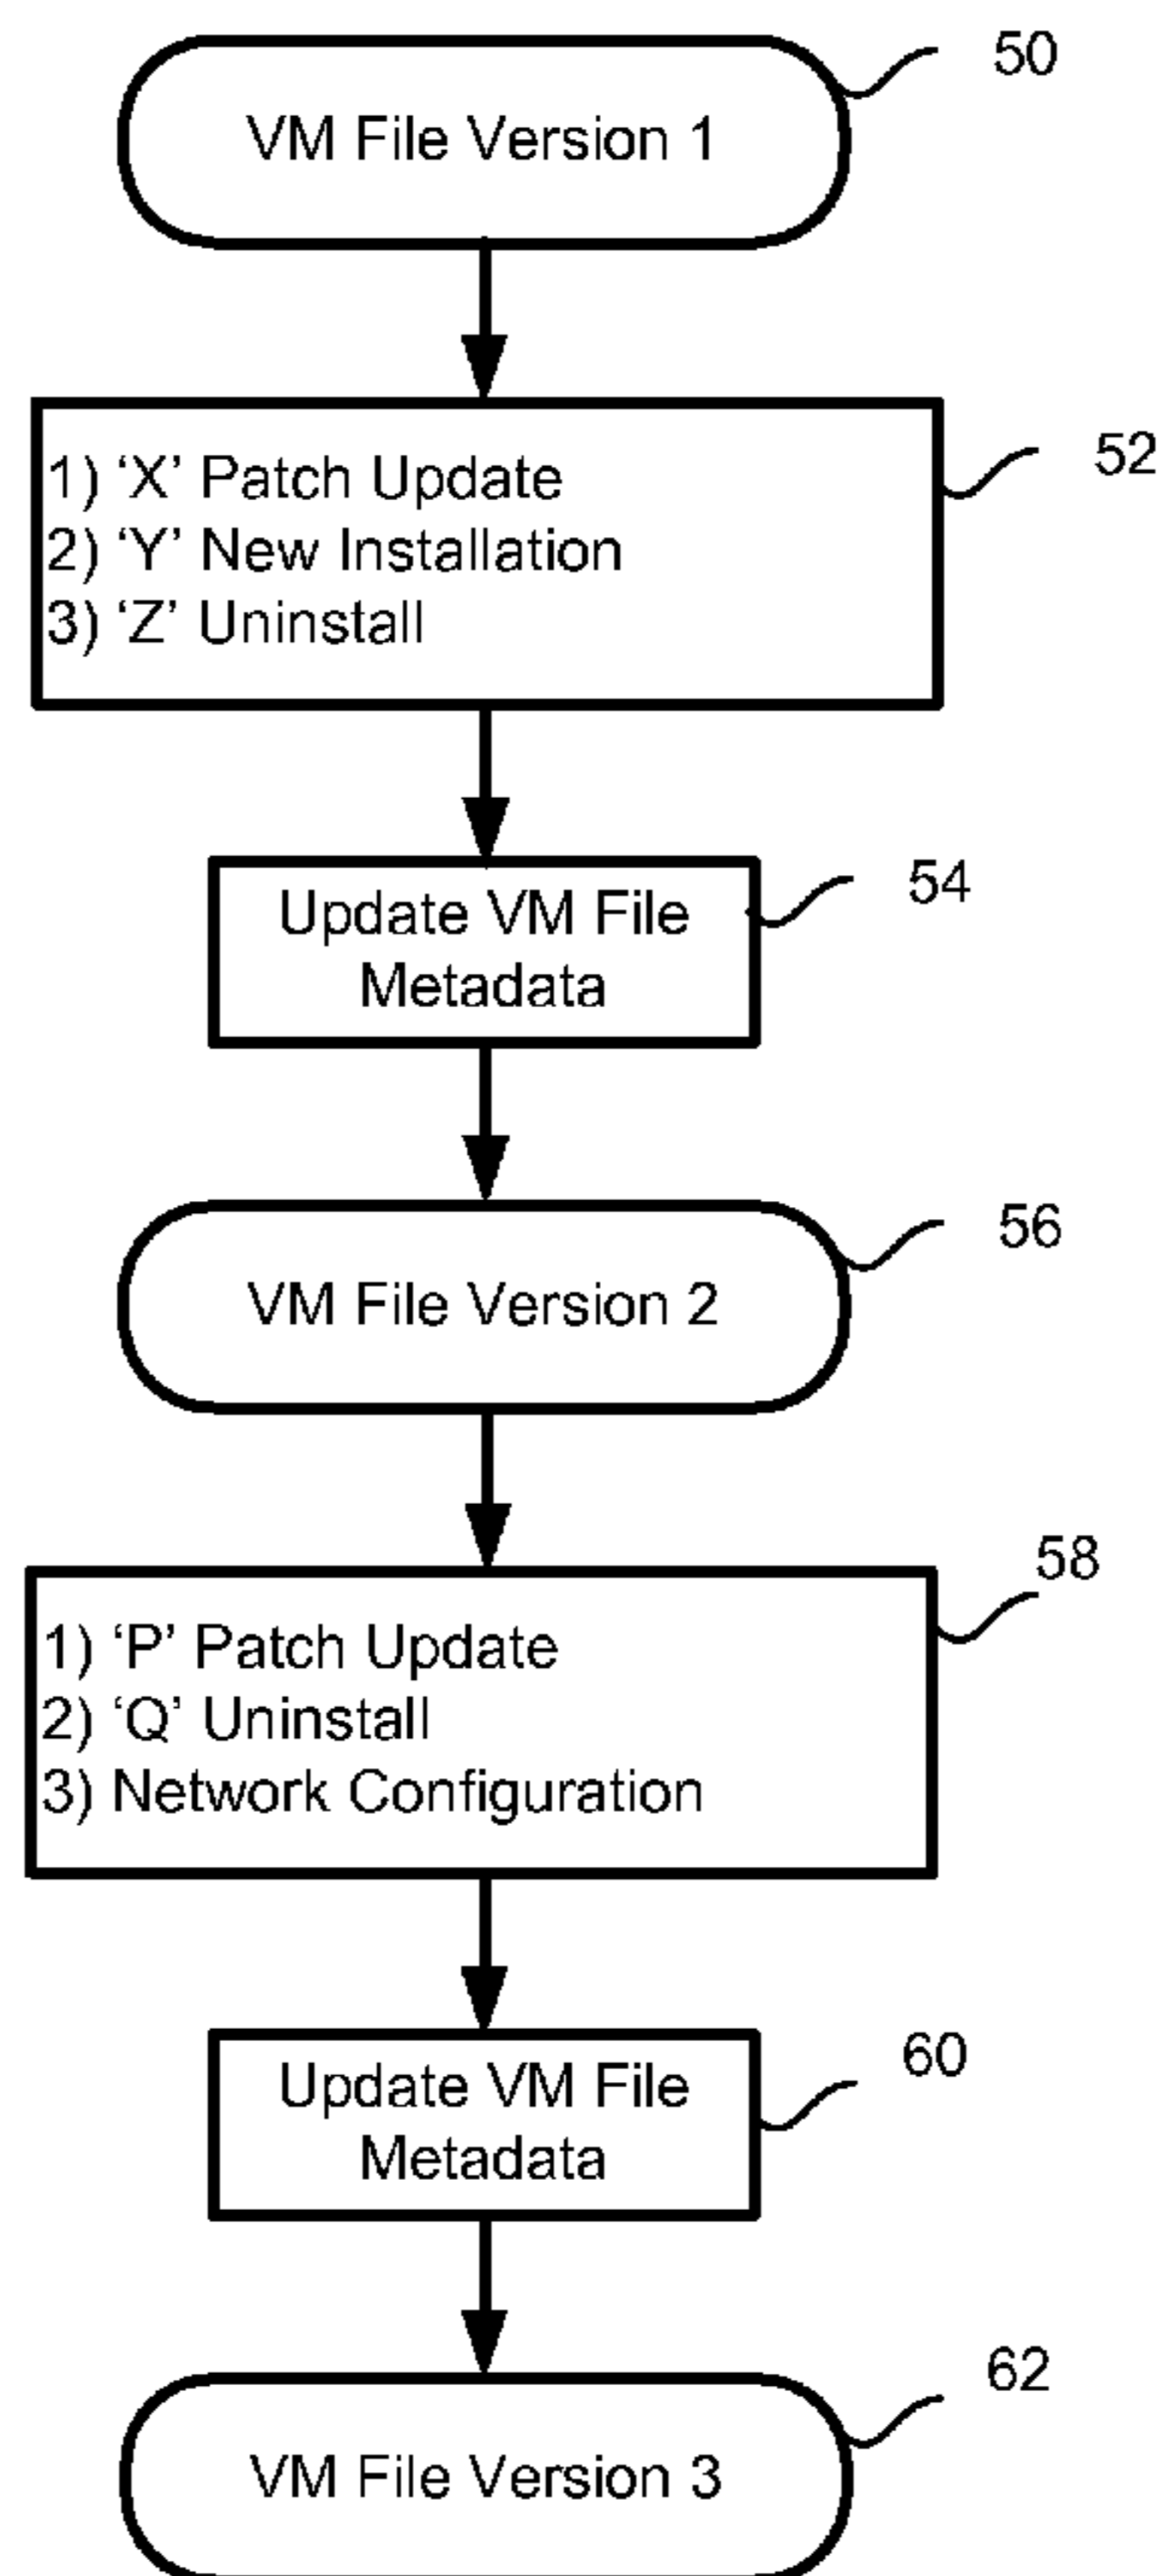 50
VM File Version 1
52
1) ‘X’ Patch Update
2) ‘Y’ New Installation
3) ‘Z’ Uninstall
54
Update VM File
Metadata
56
VM File Version 2
58
1) ‘P’ Patch Update
2) ‘Q’ Uninstall
3) Network Configuration
60
Update VM File
Metadata
62
VM File Version 3